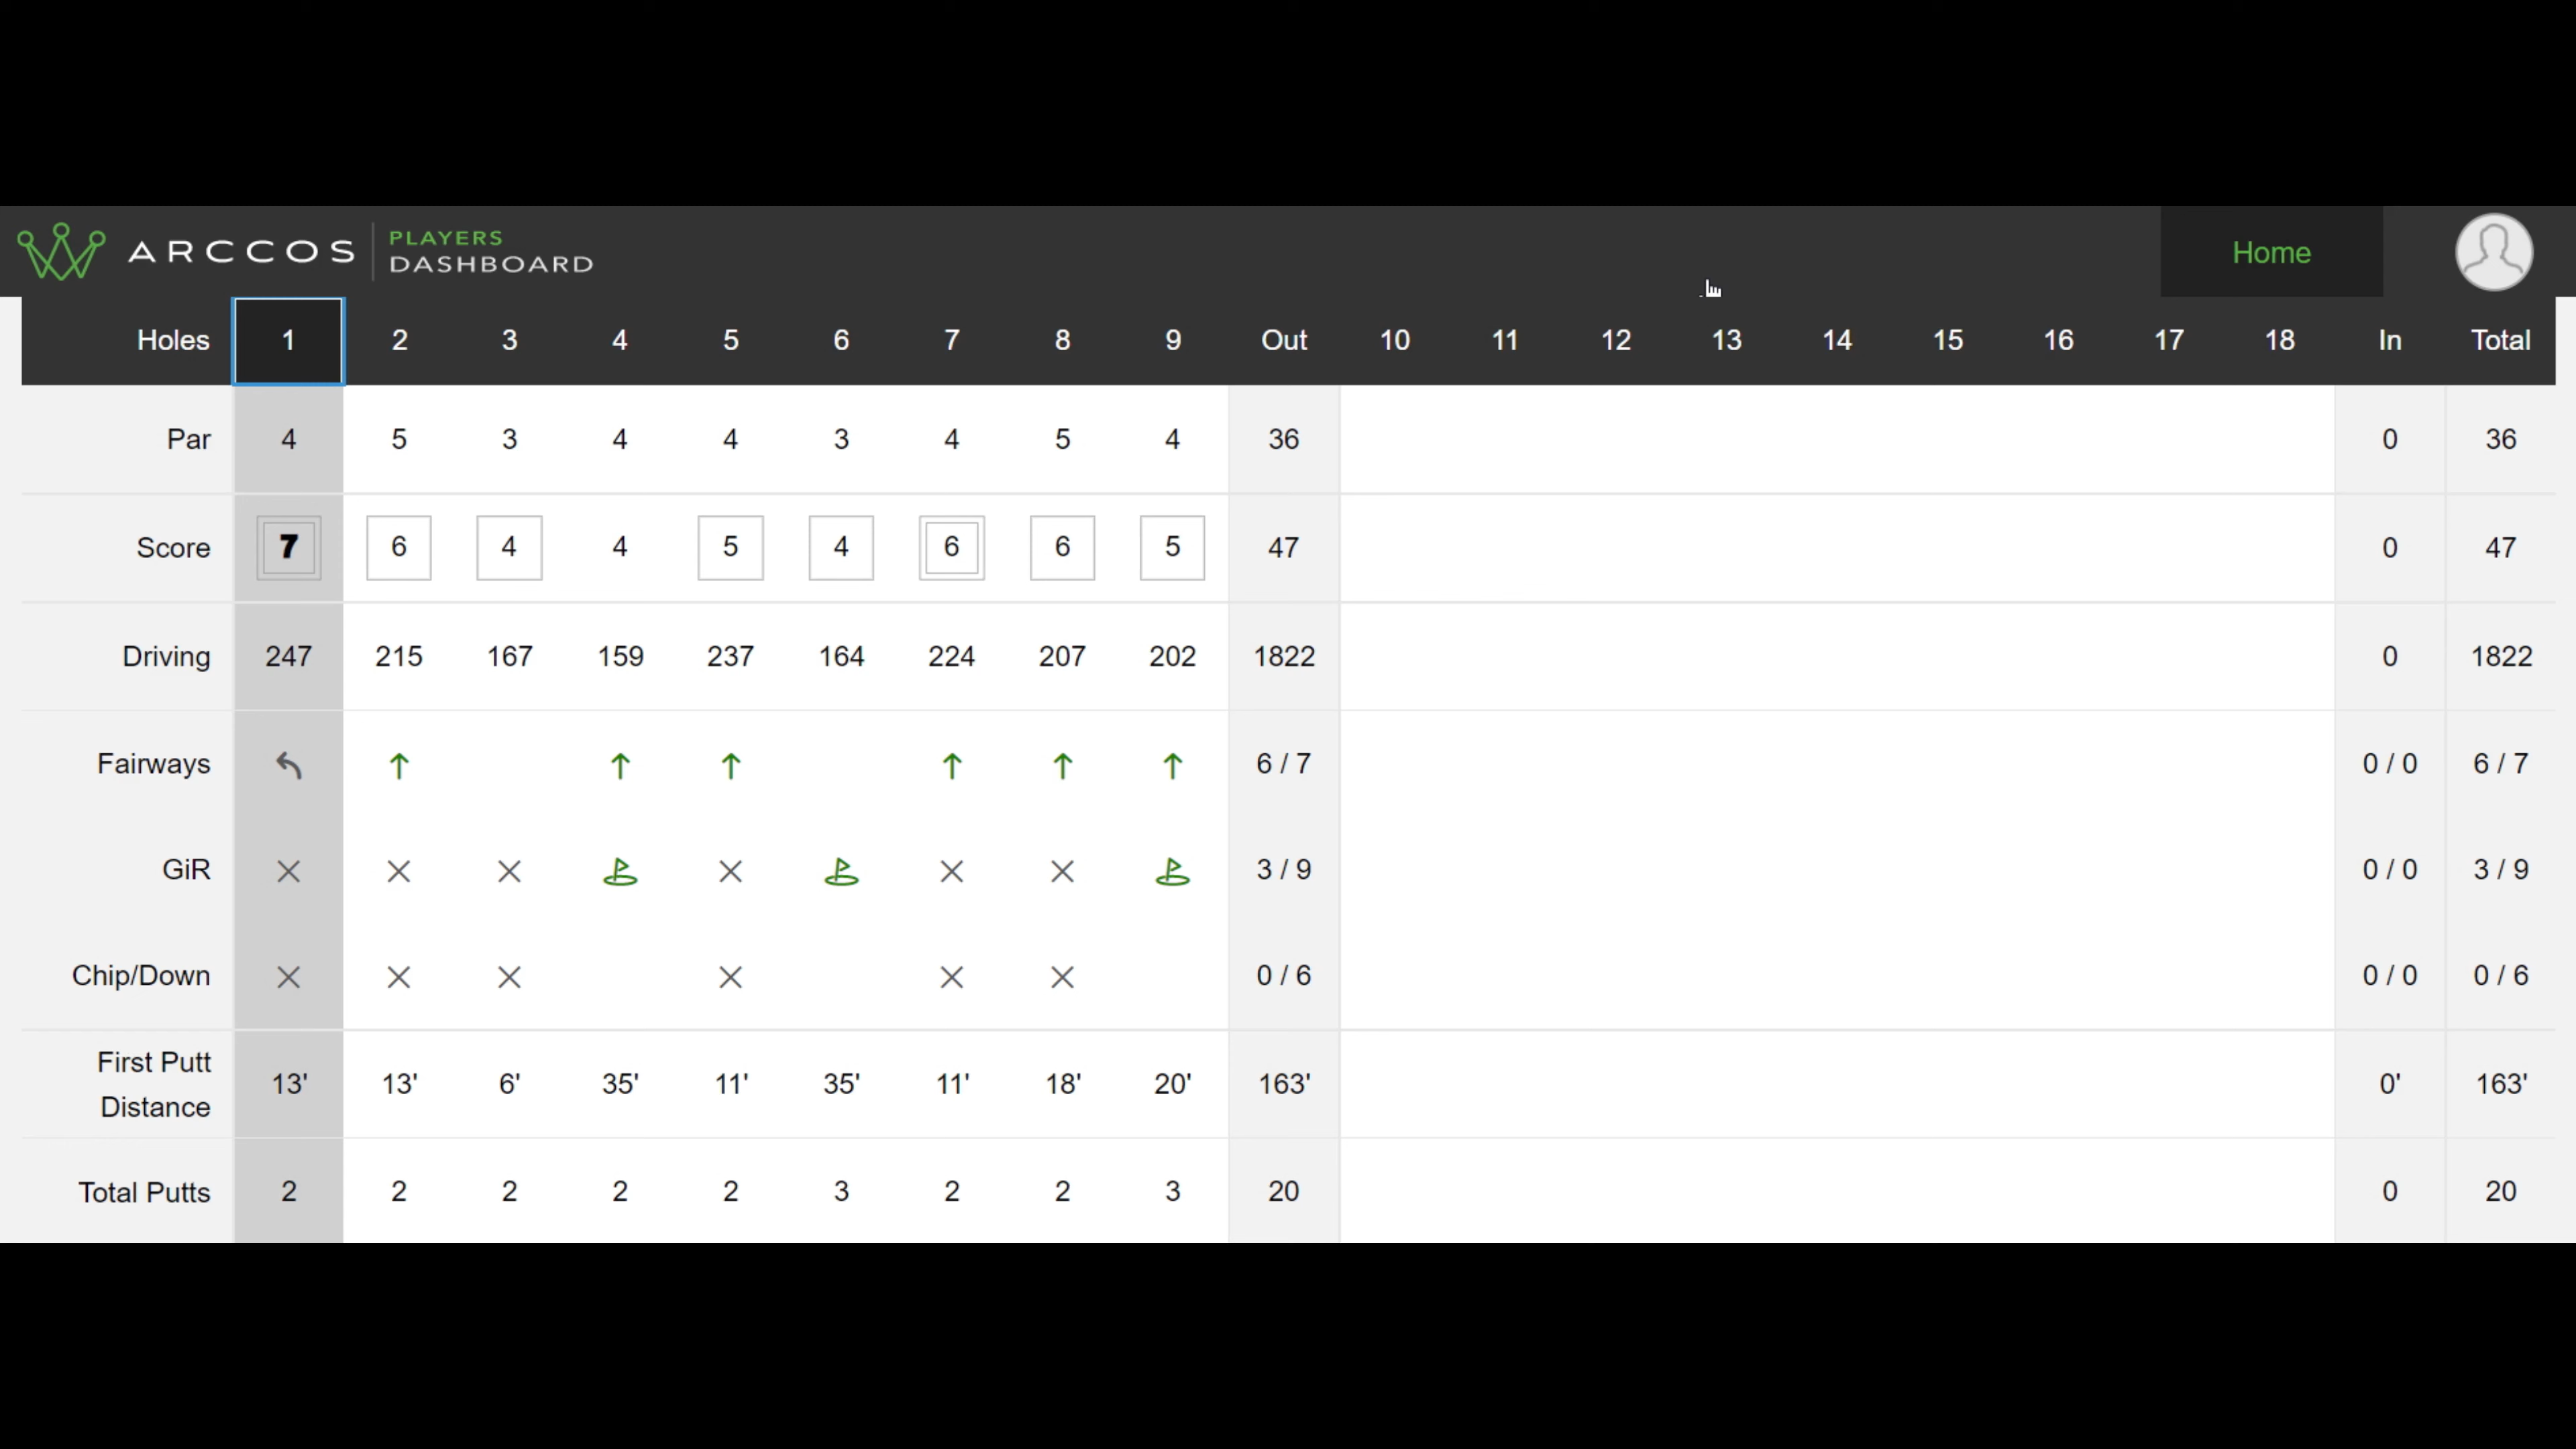 ARCCOS PLAYERS DASHBOARD Home
Holes 1 2 3 4 5 6 7 8 9 Out 10 11 12 13 14 15 16 17 18 In Total
Par 4 5 3 4 4 3 4 5 4 36 0 36
Score 7 6 4 4 5 4 6 6 5 47 0 47
Driving 247 215 167 159 237 164 224 207 202 1822 0 1822
Fairways 6 / 7 0 / 0 6 / 7
GiR 3 / 9 0 / 0 3 / 9
Chip/Down 0 / 6 0 / 0 0 / 6
First Putt Distance 13' 13' 6' 35' 11' 35' 11' 18' 20' 163' 0' 163'
Total Putts 2 2 2 2 2 3 2 2 3 20 0 20